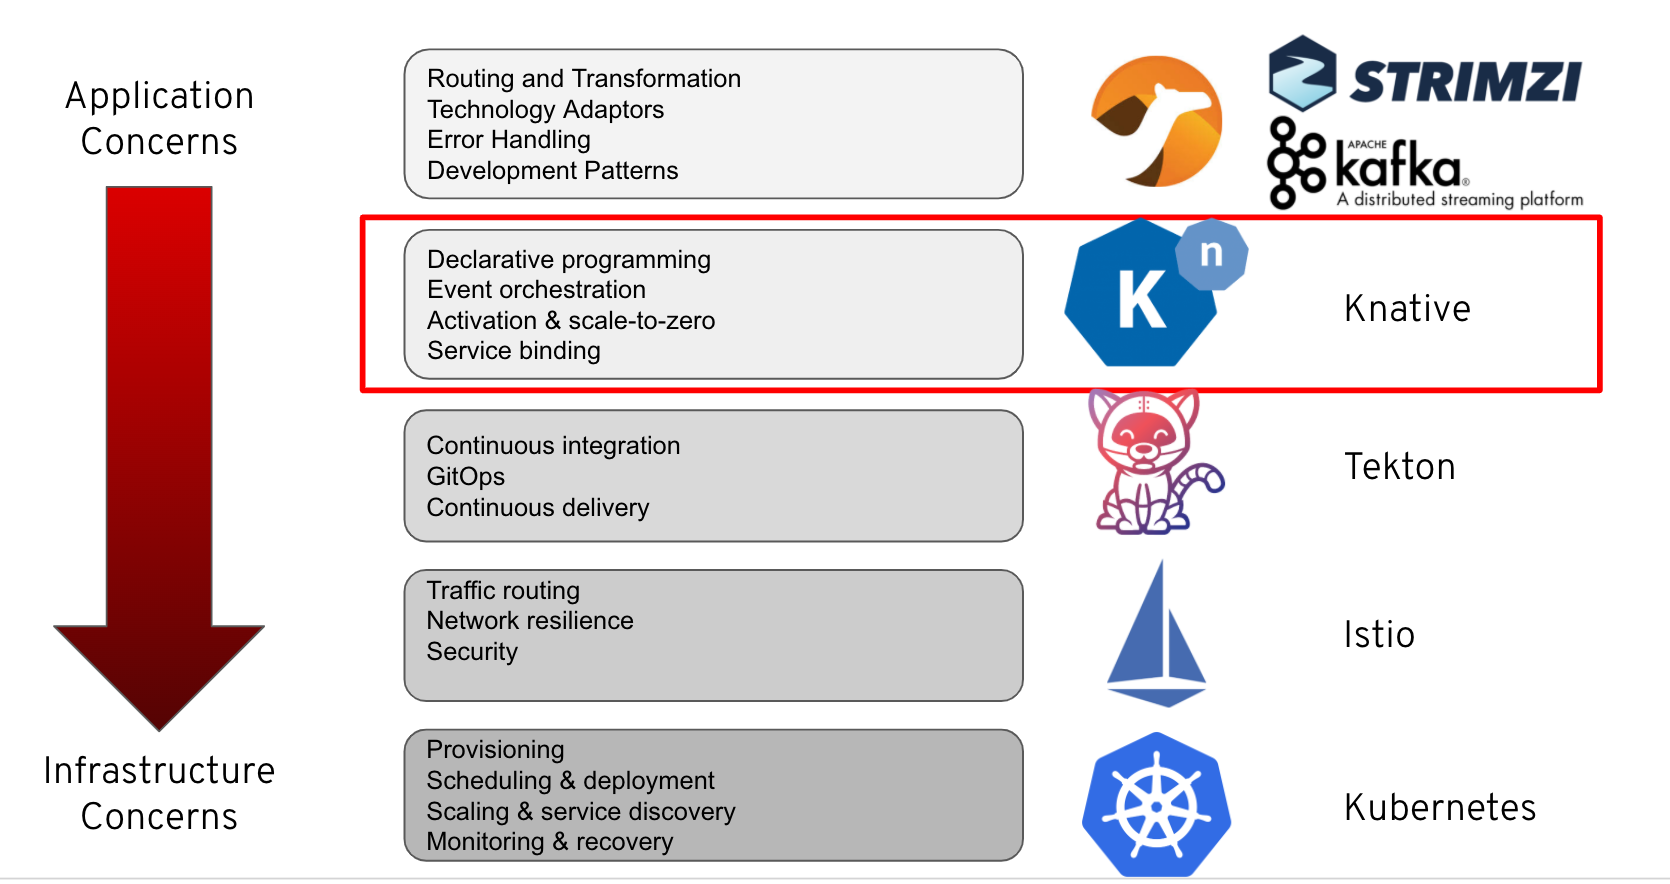 Application
Concerns
Routing and Transformation
Technology Adaptors
Error Handling
Development Patterns
STRIMZI
APACHE
kafka®
A distributed streaming platform
Declarative programming
Event orchestration
Activation & scale-to-zero
Service binding
K
n
Knative
Continuous integration
GitOps
Continuous delivery
Tekton
Traffic routing
Network resilience
Security
Istio
Infrastructure
Concerns
Provisioning
Scheduling & deployment
Scaling & service discovery
Monitoring & recovery
Kubernetes